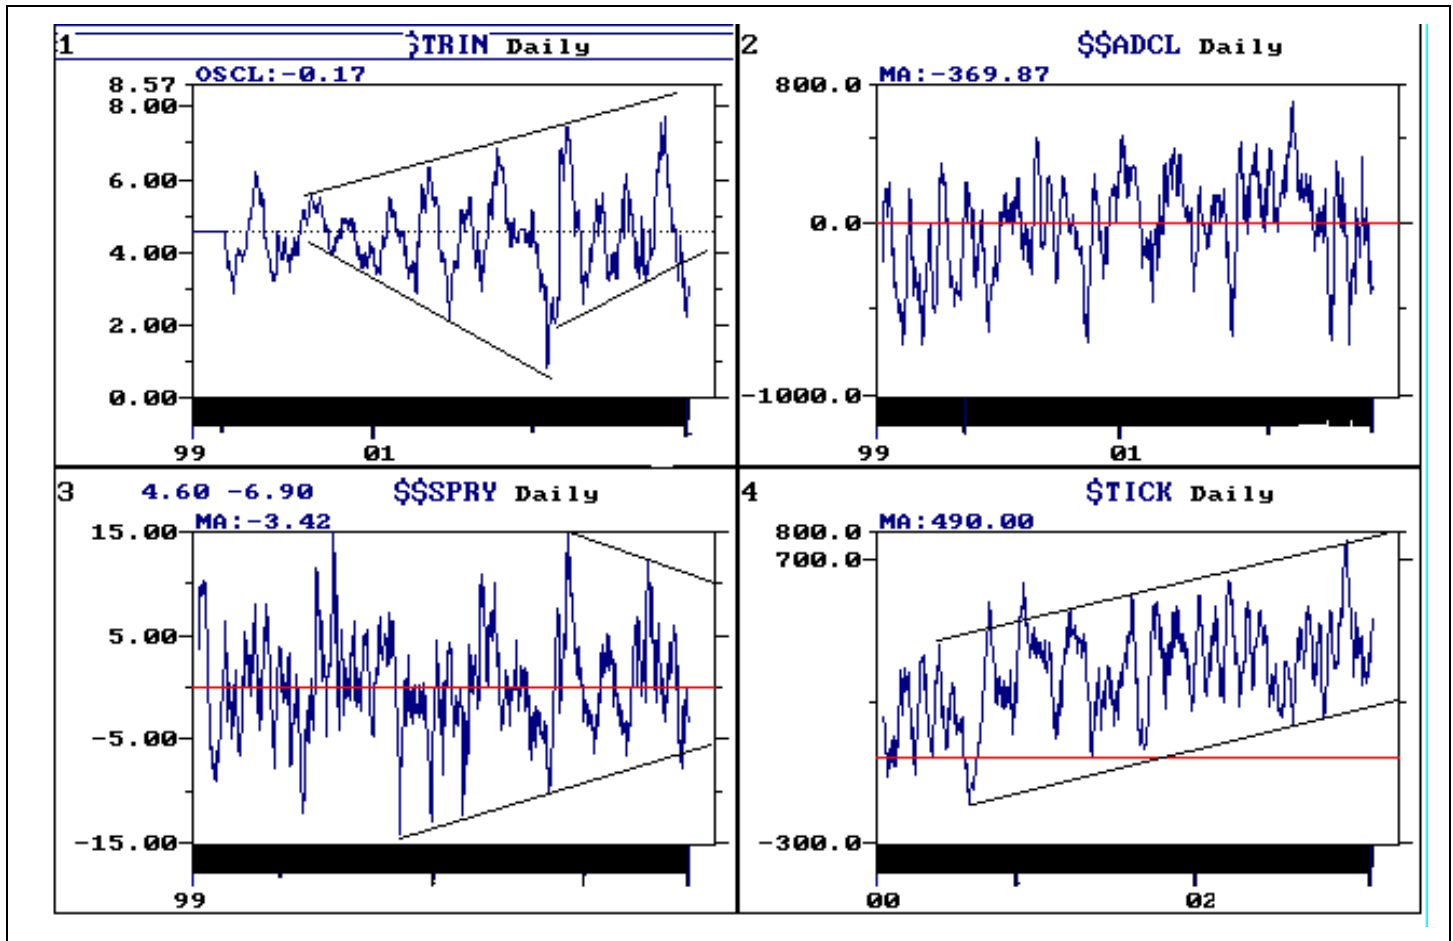 1 $TRIN Daily
OSCL:-0.17
8.57
8.00
6.00
4.00
2.00
0.00
99 01
2 $$ADCL Daily
MA:-369.87
800.0
0.0
-1000.0
99 01
3 4.60 -6.90 $$SPRY Daily
MA:-3.42
15.00
5.00
-5.00
-15.00
99
4 $TICK Daily
MA:490.00
800.0
700.0
-300.0
00 02